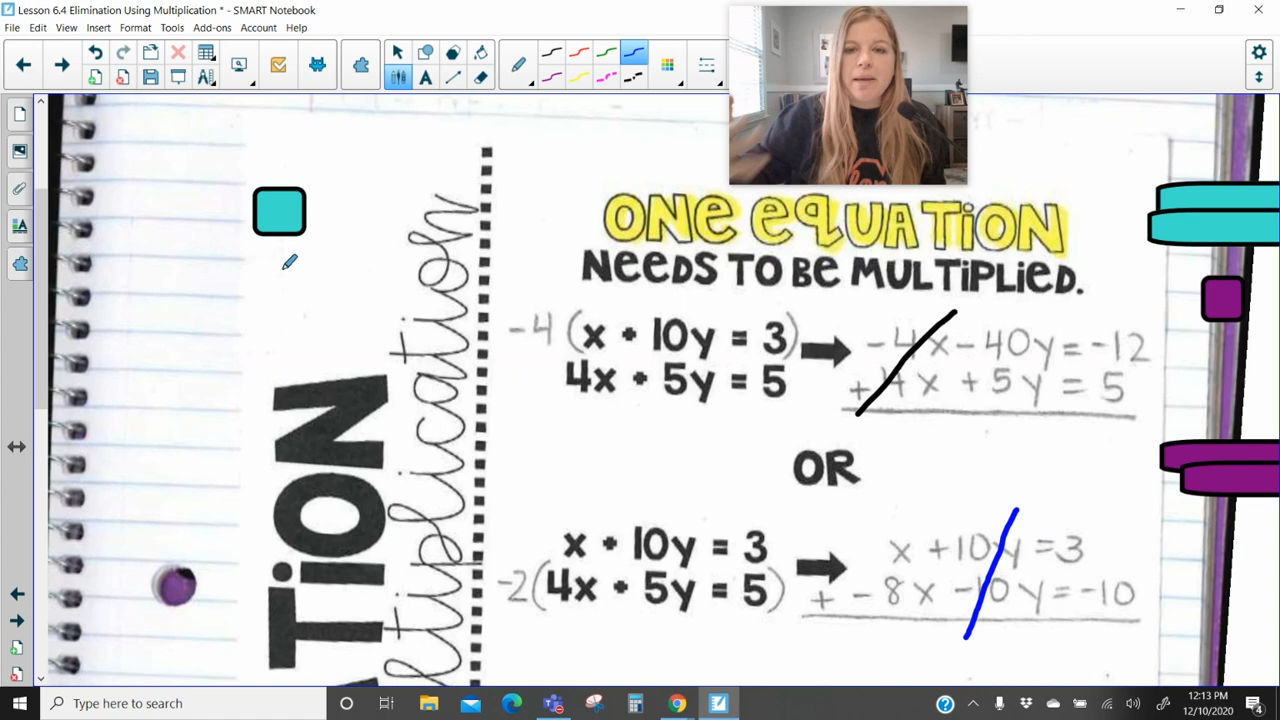 Lesson 6.4 Elimination Using Multiplication * - SMART Notebook
File Edit View Insert Format Tools Add-ons Account Help
ONE EQUATION
NEEDS TO BE MULTIPLIED.
-4(x + 10y = 3)
4x + 5y = 5
-4x - 40y = -12
+ 4x + 5y = 5
OR
x + 10y = 3
-2(4x + 5y = 5)
x + 10y = 3
+ -8x - 10y = -10
TiON
Type here to search
12:13 PM
12/10/2020
4